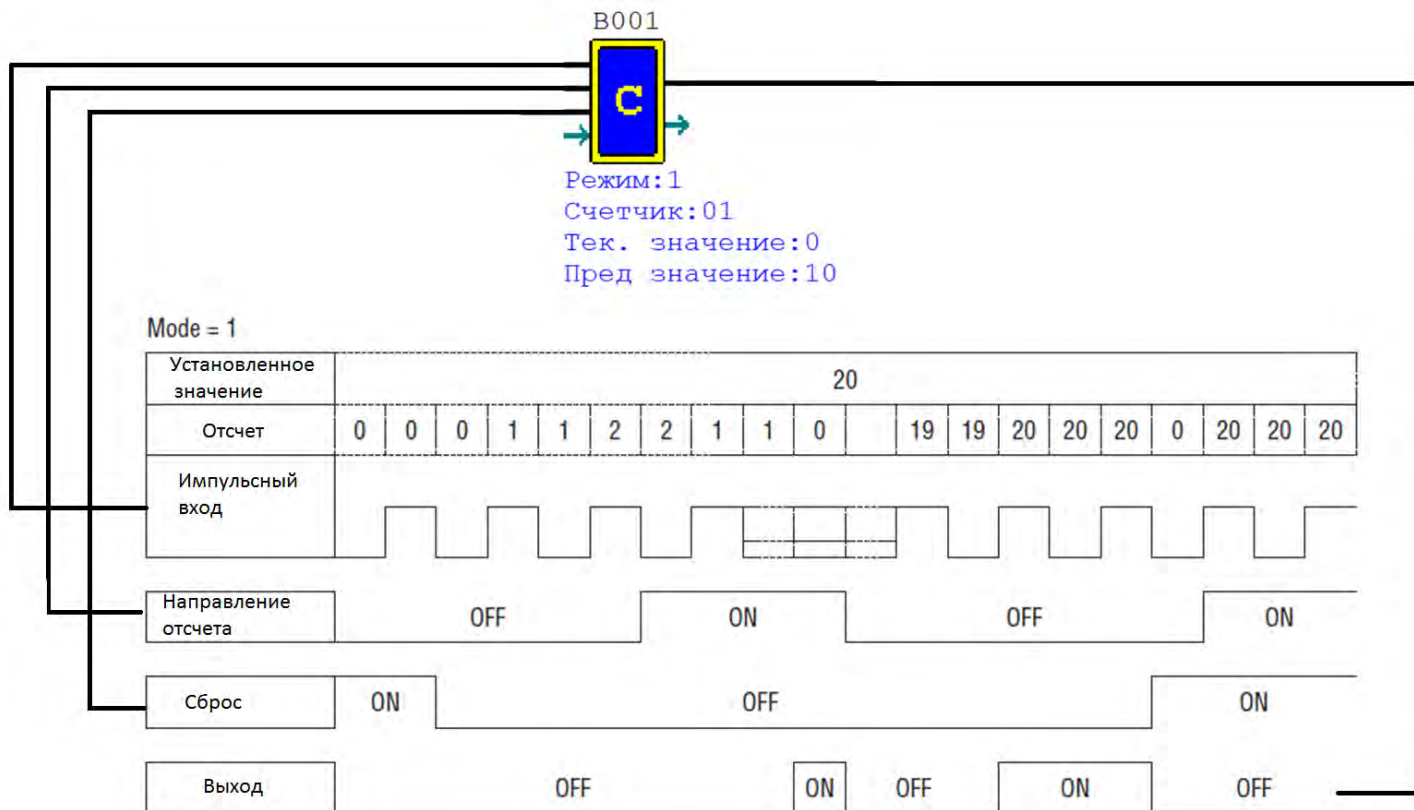 B001
C
Режим:1
Счетчик:01
Тек. значение:0
Пред значение:10
Mode = 1
Установленное значение 20
Отсчет 0 0 0 1 1 2 2 1 1 0 19 19 20 20 20 0 20 20 20
Импульсный вход
Направление отсчета OFF ON OFF ON
Сброс ON OFF ON
Выход OFF ON OFF ON OFF